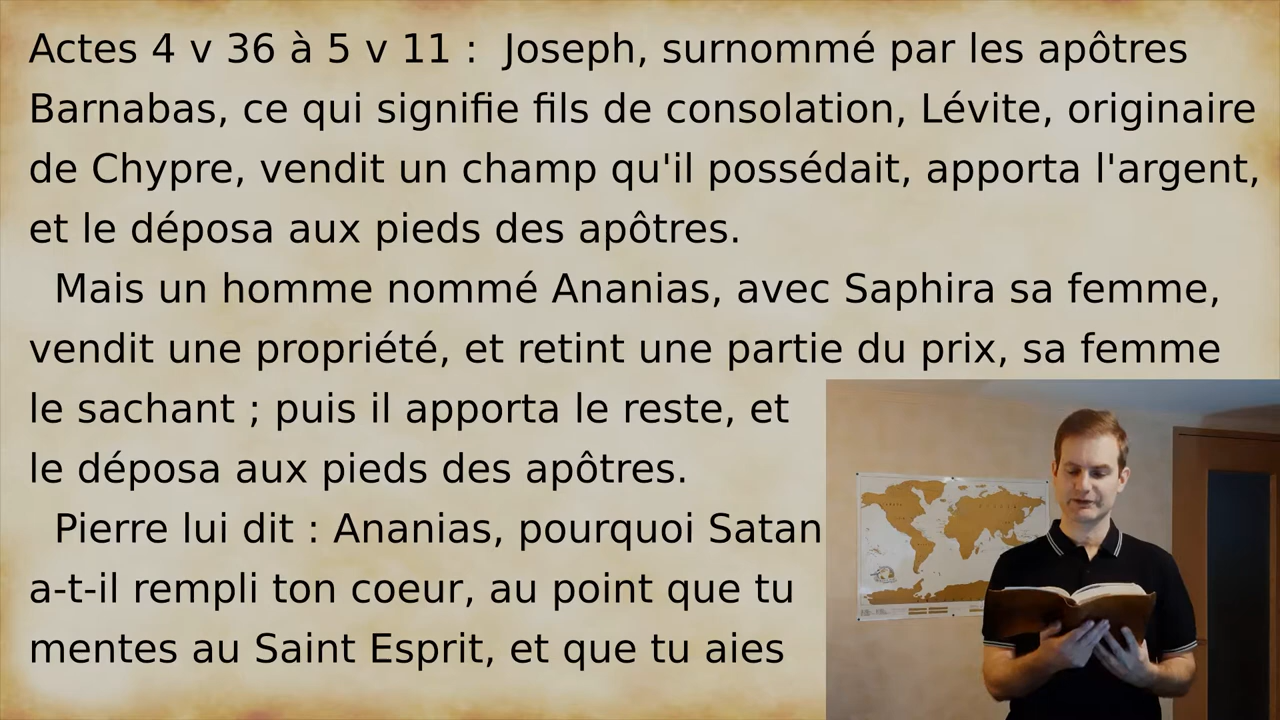 Actes 4 v 36 à 5 v 11 :  Joseph, surnommé par les apôtres
Barnabas, ce qui signifie fils de consolation, Lévite, originaire
de Chypre, vendit un champ qu'il possédait, apporta l'argent,
et le déposa aux pieds des apôtres.
Mais un homme nommé Ananias, avec Saphira sa femme,
vendit une propriété, et retint une partie du prix, sa femme
le sachant ; puis il apporta le reste, et
le déposa aux pieds des apôtres.
Pierre lui dit : Ananias, pourquoi Satan
a-t-il rempli ton coeur, au point que tu
mentes au Saint Esprit, et que tu aies